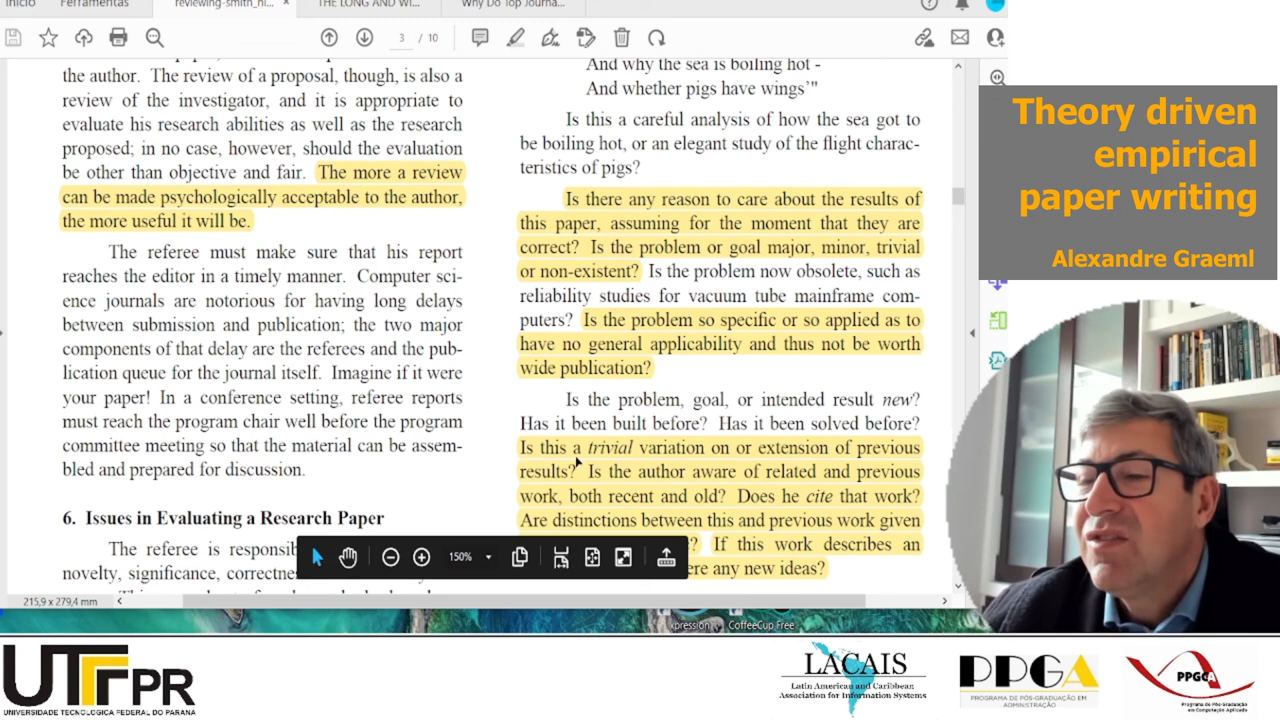 Início
Ferramentas
reviewing-smith_hi...
×
THE LONG AND WI...
Why Do Top Journa...
3 / 10
the author. The review of a proposal, though, is also a
review of the investigator, and it is appropriate to
evaluate his research abilities as well as the research
proposed; in no case, however, should the evaluation
be other than objective and fair. The more a review
can be made psychologically acceptable to the author,
the more useful it will be.
The referee must make sure that his report
reaches the editor in a timely manner. Computer sci-
ence journals are notorious for having long delays
between submission and publication; the two major
components of that delay are the referees and the pub-
lication queue for the journal itself. Imagine if it were
your paper! In a conference setting, referee reports
must reach the program chair well before the program
committee meeting so that the material can be assem-
bled and prepared for discussion.
6. Issues in Evaluating a Research Paper
The referee is responsib
novelty, significance, correctnes
And why the sea is boiling hot -
And whether pigs have wings'"
Is this a careful analysis of how the sea got to
be boiling hot, or an elegant study of the flight charac-
teristics of pigs?
Is there any reason to care about the results of
this paper, assuming for the moment that they are
correct? Is the problem or goal major, minor, trivial
or non-existent? Is the problem now obsolete, such as
reliability studies for vacuum tube mainframe com-
puters? Is the problem so specific or so applied as to
have no general applicability and thus not be worth
wide publication?
Is the problem, goal, or intended result new?
Has it been built before? Has it been solved before?
Is this a trivial variation on or extension of previous
results? Is the author aware of related and previous
work, both recent and old? Does he cite that work?
Are distinctions between this and previous work given
? If this work describes an
ere any new ideas?
150%
215,9 x 279,4 mm
xpression
CoffeeCup Free
Theory driven
empirical
paper writing
Alexandre Graeml
UTFPR
UNIVERSIDADE TECNOLÓGICA FEDERAL DO PARANÁ
LACAIS
Latin American and Caribbean
Association for Information Systems
PPGA
PROGRAMA DE PÓS-GRADUAÇÃO EM
ADMINISTRAÇÃO
PPGCA
Programa de Pós-Graduação
em Computação Aplicada